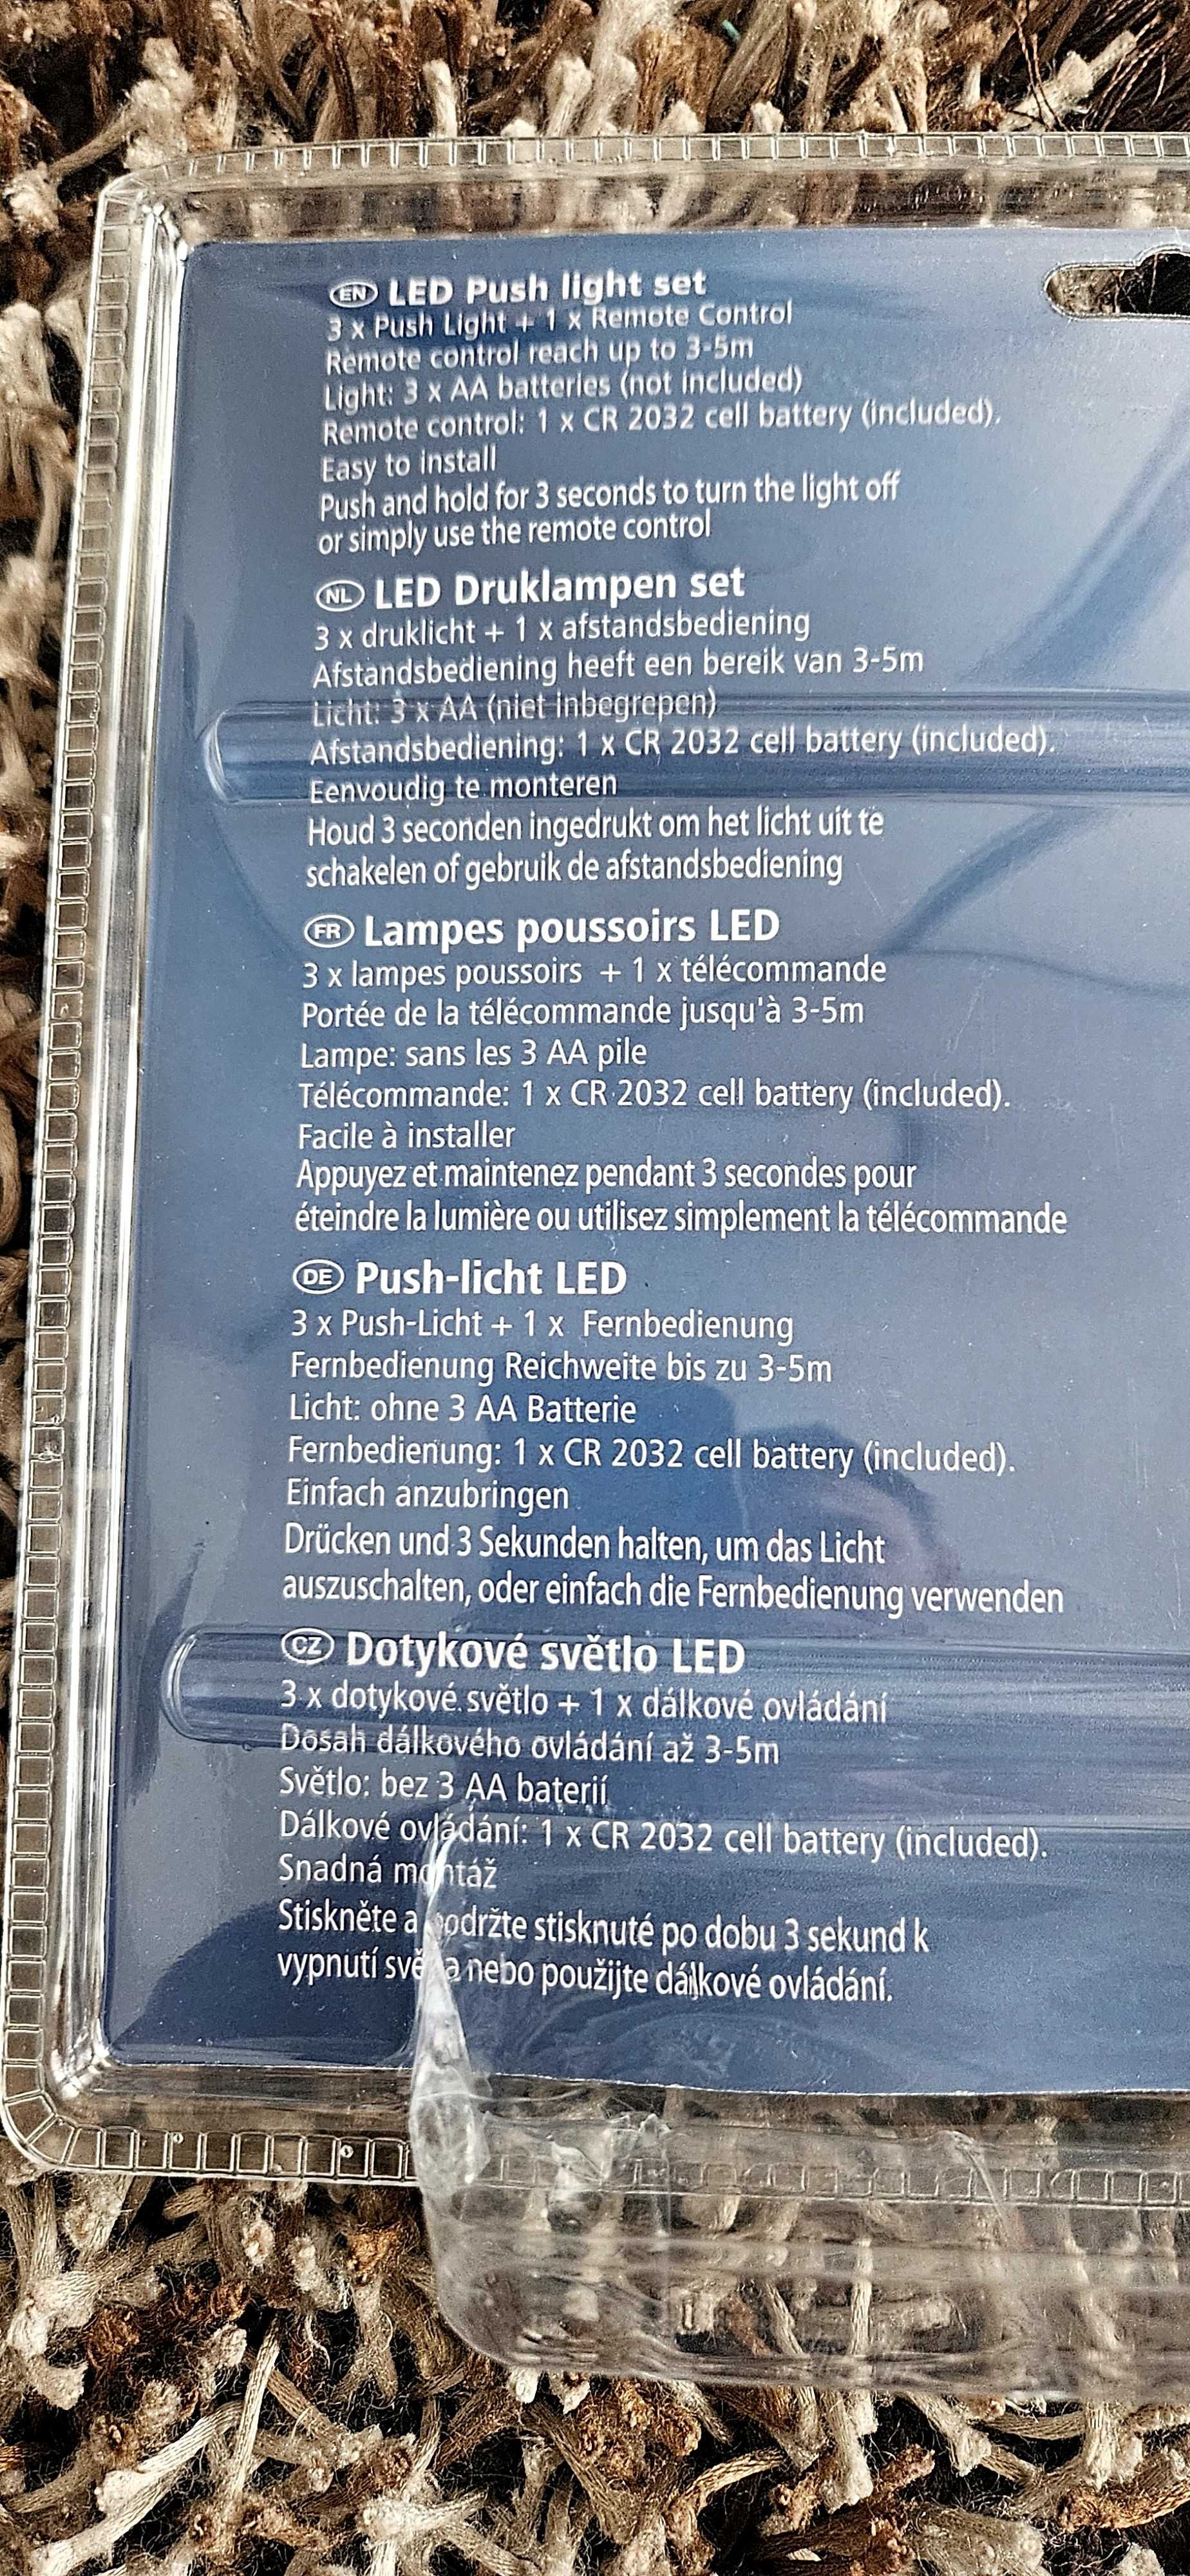 EN LED Push light set
3 x Push Light + 1 x Remote Control
Remote control reach up to 3-5m
Light: 3 x AA batteries (not included)
Remote control: 1 x CR 2032 cell battery (included).
Easy to install
Push and hold for 3 seconds to turn the light off
or simply use the remote control
NL LED Druklampen set
3 x druklicht + 1 x afstandsbediening
Afstandsbediening heeft een bereik van 3-5m
Licht: 3 x AA (niet inbegrepen)
Afstandsbediening: 1 x CR 2032 cell battery (included).
Eenvoudig te monteren
Houd 3 seconden ingedrukt om het licht uit te
schakelen of gebruik de afstandsbediening
FR Lampes poussoirs LED
3 x lampes poussoirs + 1 x télécommande
Portée de la télécommande jusqu'à 3-5m
Lampe: sans les 3 AA pile
Télécommande: 1 x CR 2032 cell battery (included).
Facile à installer
Appuyez et maintenez pendant 3 secondes pour
éteindre la lumière ou utilisez simplement la télécommande
DE Push-licht LED
3 x Push-Licht + 1 x Fernbedienung
Fernbedienung Reichweite bis zu 3-5m
Licht: ohne 3 AA Batterie
Fernbedienung: 1 x CR 2032 cell battery (included).
Einfach anzubringen
Drücken und 3 Sekunden halten, um das Licht
auszuschalten, oder einfach die Fernbedienung verwenden
CZ Dotykové světlo LED
3 x dotykové světlo + 1 x dálkové ovládání
Dosah dálkového ovládání až 3-5m
Světlo: bez 3 AA baterií
Dálkové ovládání: 1 x CR 2032 cell battery (included).
Snadná montáž
Stiskněte a podržte stisknuté po dobu 3 sekund k
vypnutí světla nebo použijte dálkové ovládání.